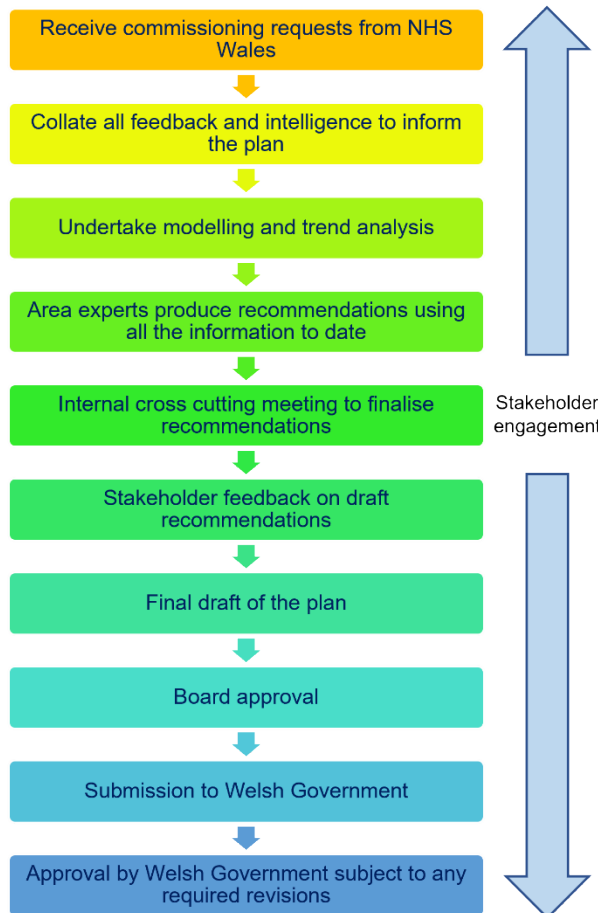 Receive commissioning requests from NHS
Wales
Collate all feedback and intelligence to inform
the plan
Undertake modelling and trend analysis
Area experts produce recommendations using
all the information to date
Internal cross cutting meeting to finalise
recommendations
Stakeholder
engagement
Stakeholder feedback on draft
recommendations
Final draft of the plan
Board approval
Submission to Welsh Government
Approval by Welsh Government subject to any
required revisions